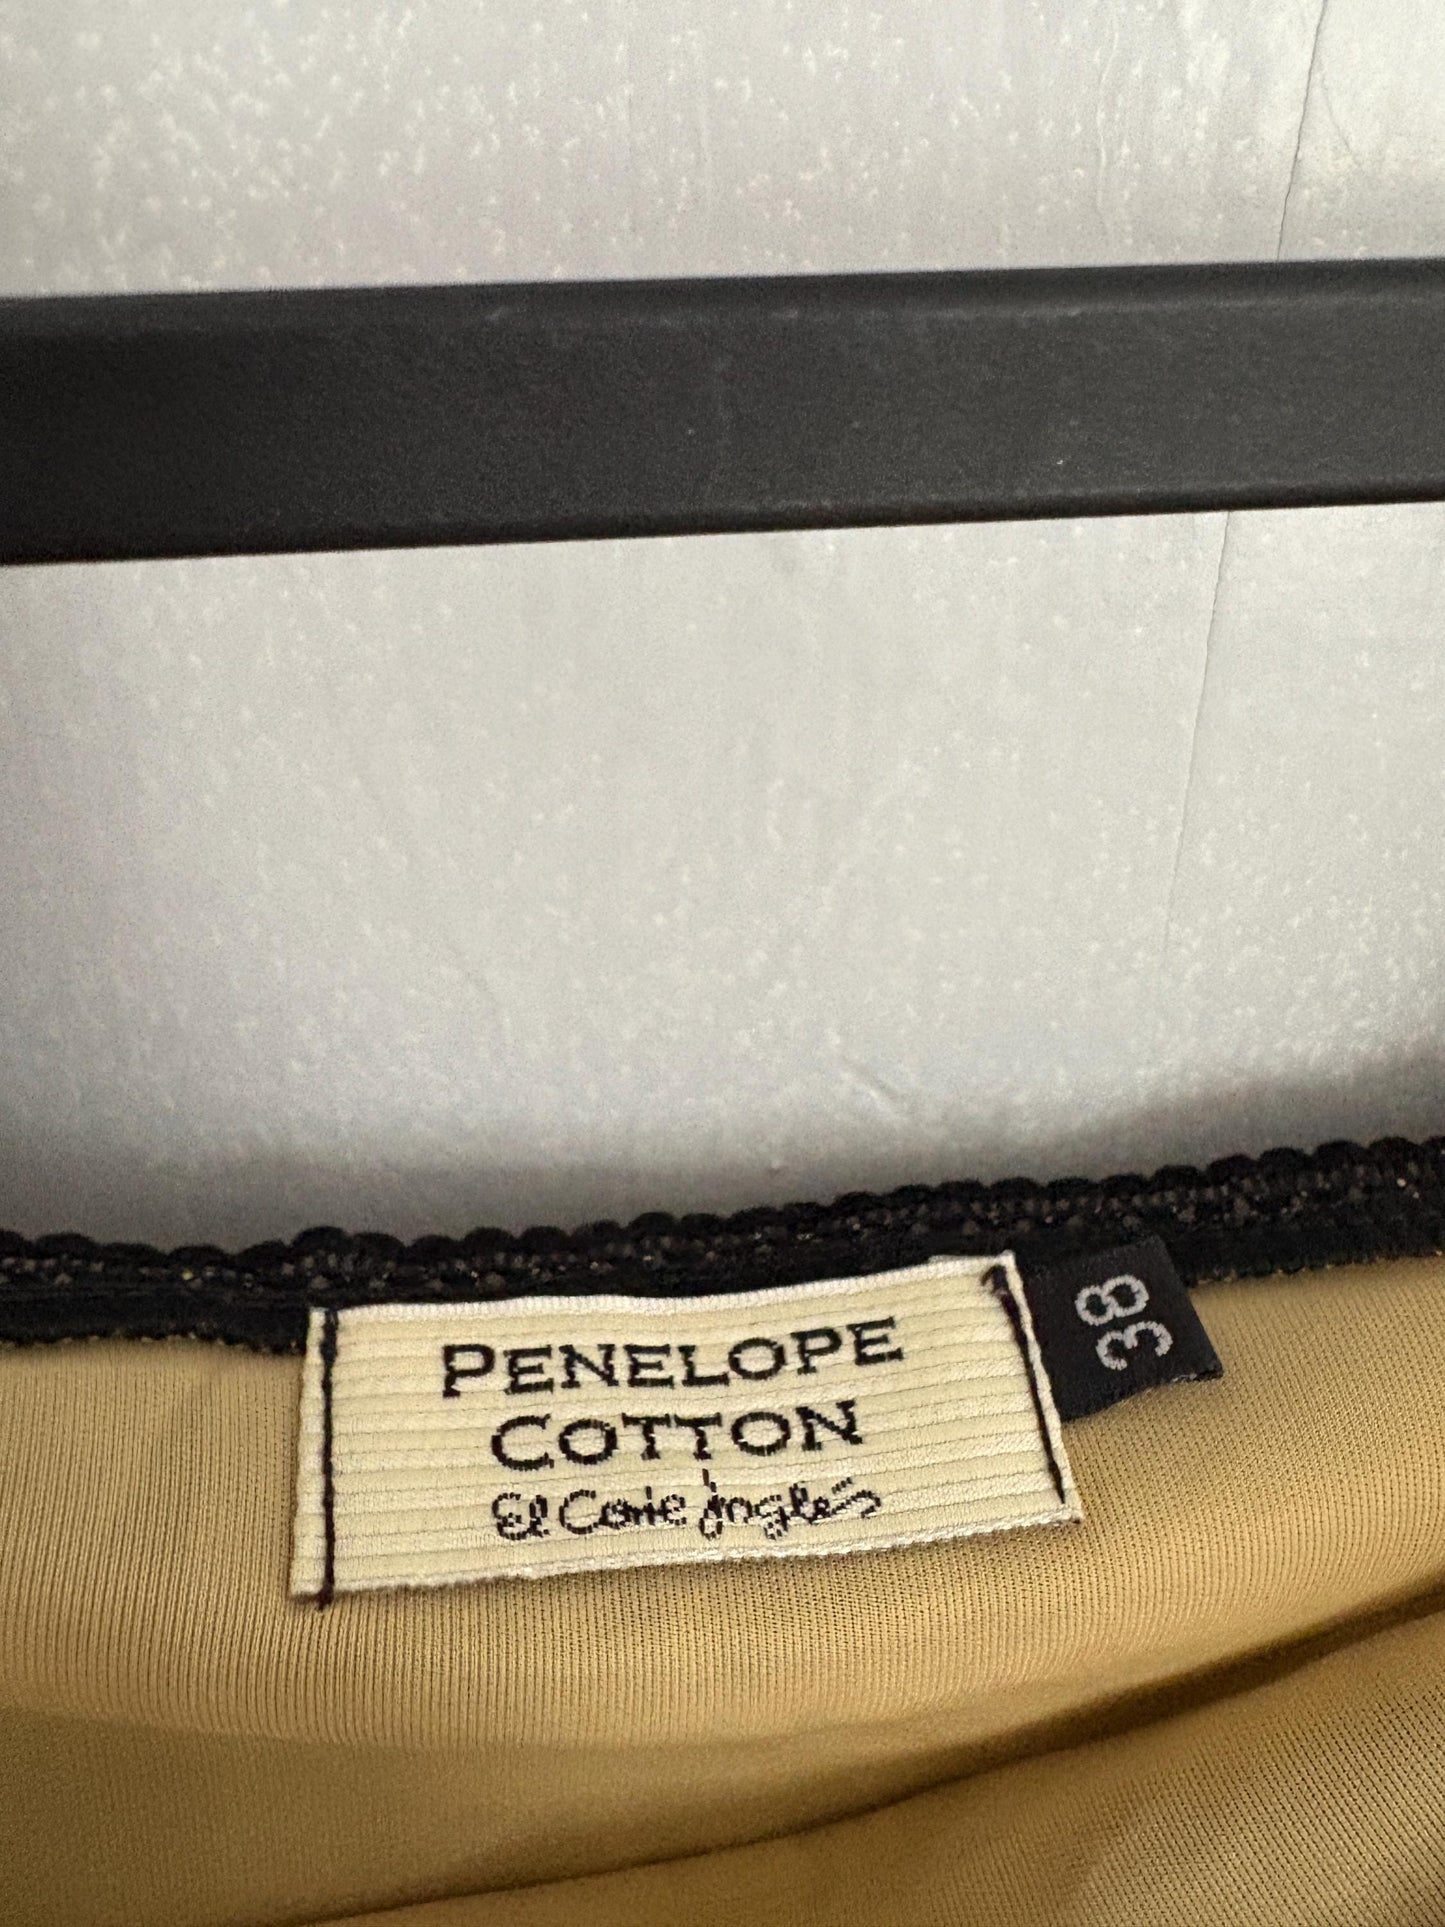 PENELOPE
COTTON
El Corte Inglés
38